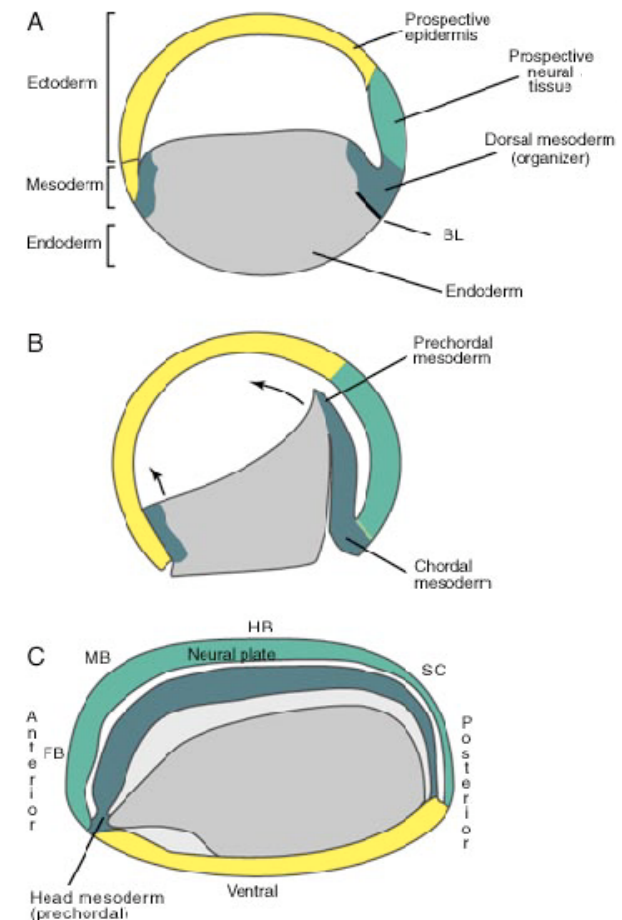 A
Prospective
epidermis
Prospective
neural
tissue
Ectoderm
Dorsal mesoderm
(organizer)
Mesoderm
Endoderm
BL
Endoderm
B
Prechordal
mesoderm
Chordal
mesoderm
C
HB
MB
Neural plate
SC
Anterior
FB
Posterior
Head mesoderm
(prechordal)
Ventral